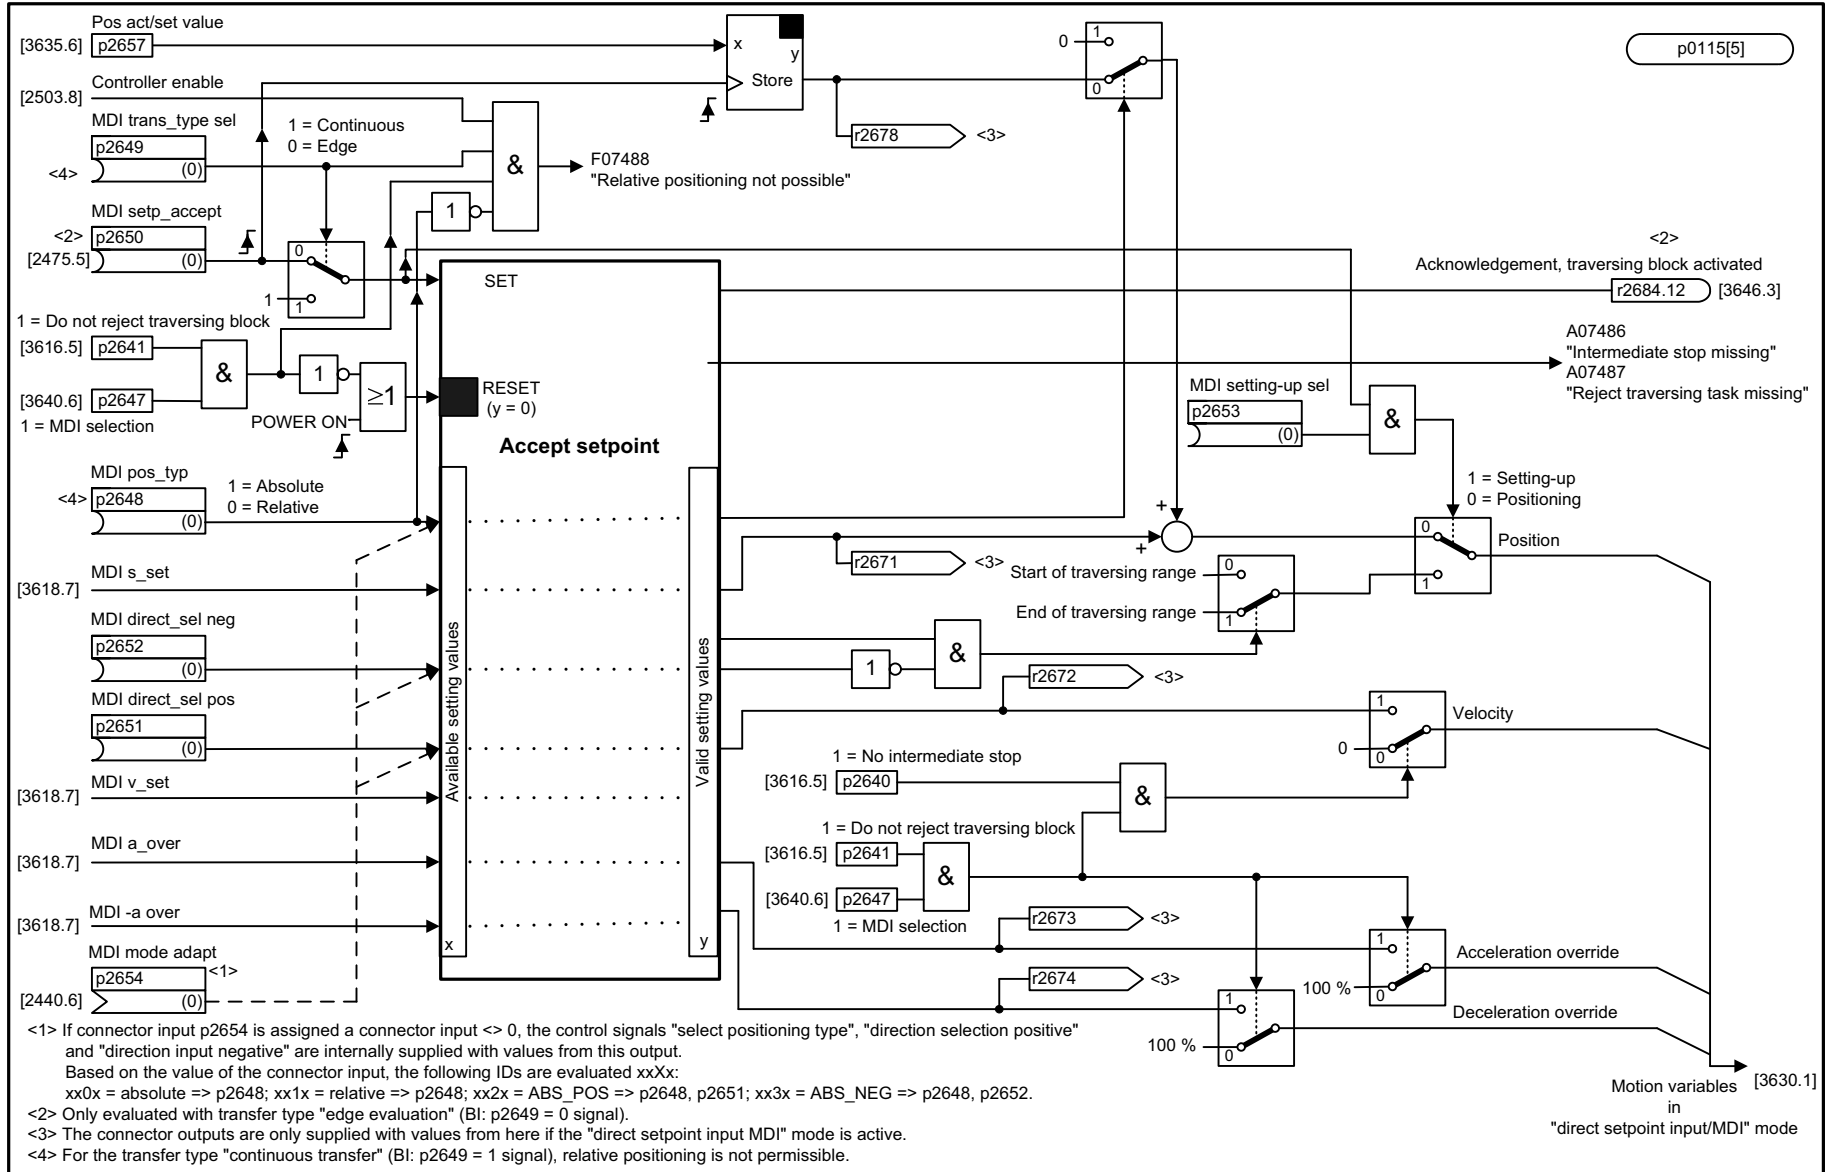 Pos act/set value
[3635.6] p2657
x
y
Store
0
1
0
p0115[5]
Controller enable
[2503.8]
MDI trans_type sel
p2649
<4> (0)
1 = Continuous
0 = Edge
&
1
F07488
"Relative positioning not possible"
r2678 <3>
MDI setp_accept
<2> p2650
[2475.5] (0)
0
1
1
SET
<2>
Acknowledgement, traversing block activated
r2684.12 [3646.3]
1 = Do not reject traversing block
[3616.5] p2641
&
1
≥1
[3640.6] p2647
1 = MDI selection
POWER ON
RESET
(y = 0)
Accept setpoint
A07486
"Intermediate stop missing"
A07487
"Reject traversing task missing"
MDI setting-up sel
p2653
(0)
&
MDI pos_typ
<4> p2648
(0)
1 = Absolute
0 = Relative
1 = Setting-up
0 = Positioning
+
+
0
1
Position
r2671 <3>
MDI s_set
[3618.7]
Start of traversing range
0
End of traversing range
1
MDI direct_sel neg
p2652
(0)
Available setting values
Valid setting values
1
&
r2672 <3>
MDI direct_sel pos
p2651
(0)
1
Velocity
0
0
MDI v_set
[3618.7]
1 = No intermediate stop
[3616.5] p2640
&
1 = Do not reject traversing block
[3616.5] p2641
&
[3640.6] p2647
1 = MDI selection
MDI a_over
[3618.7]
MDI -a over
[3618.7]
x
y
r2673 <3>
1
Acceleration override
100 %
0
MDI mode adapt
p2654 <1>
[2440.6] (0)
r2674 <3>
1
Deceleration override
100 %
0
[3630.1]
Motion variables
in
"direct setpoint input/MDI" mode
<1> If connector input p2654 is assigned a connector input <> 0, the control signals "select positioning type", "direction selection positive"
and "direction input negative" are internally supplied with values from this output.
Based on the value of the connector input, the following IDs are evaluated xxXx:
xx0x = absolute => p2648; xx1x = relative => p2648; xx2x = ABS_POS => p2648, p2651; xx3x = ABS_NEG => p2648, p2652.
<2> Only evaluated with transfer type "edge evaluation" (BI: p2649 = 0 signal).
<3> The connector outputs are only supplied with values from here if the "direct setpoint input MDI" mode is active.
<4> For the transfer type "continuous transfer" (BI: p2649 = 1 signal), relative positioning is not permissible.